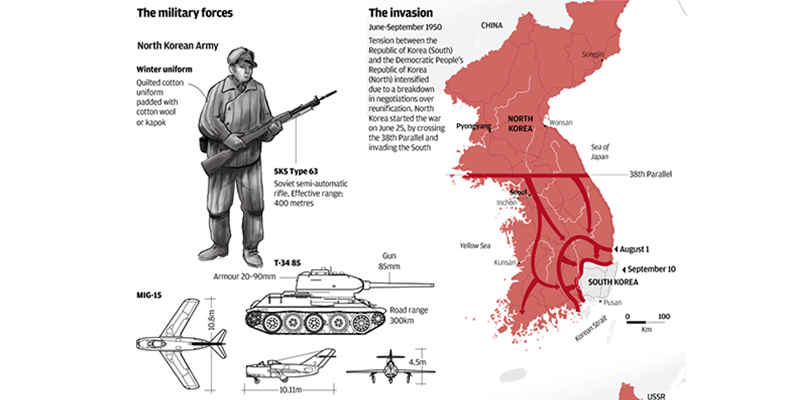 The military forces
North Korean Army
Winter uniform
Quilted cotton
uniform
padded with
cotton wool
or kapok
SKS Type 63
Soviet semi-automatic
rifle. Effective range:
400 metres
T-34 85
Armour 20-90mm
Gun
85mm
Road range
300km
MIG-15
10.8m
10.11m
4.5m
The invasion
June-September 1950
Tension between the
Republic of Korea (South)
and the Democratic People's
Republic of Korea
(North) intensified
due to a breakdown
in negotiations over
reunification. North
Korea started the war
on June 25, by crossing
the 38th Parallel and
invading the South
CHINA
Songjin
NORTH
KOREA
Pyongyang
Wonsan
Sea of
Japan
38th Parallel
Seoul
Inchon
Yellow Sea
Kunsan
August 1
September 10
SOUTH KOREA
Pusan
Korean Strait
0 100
Km
USSR